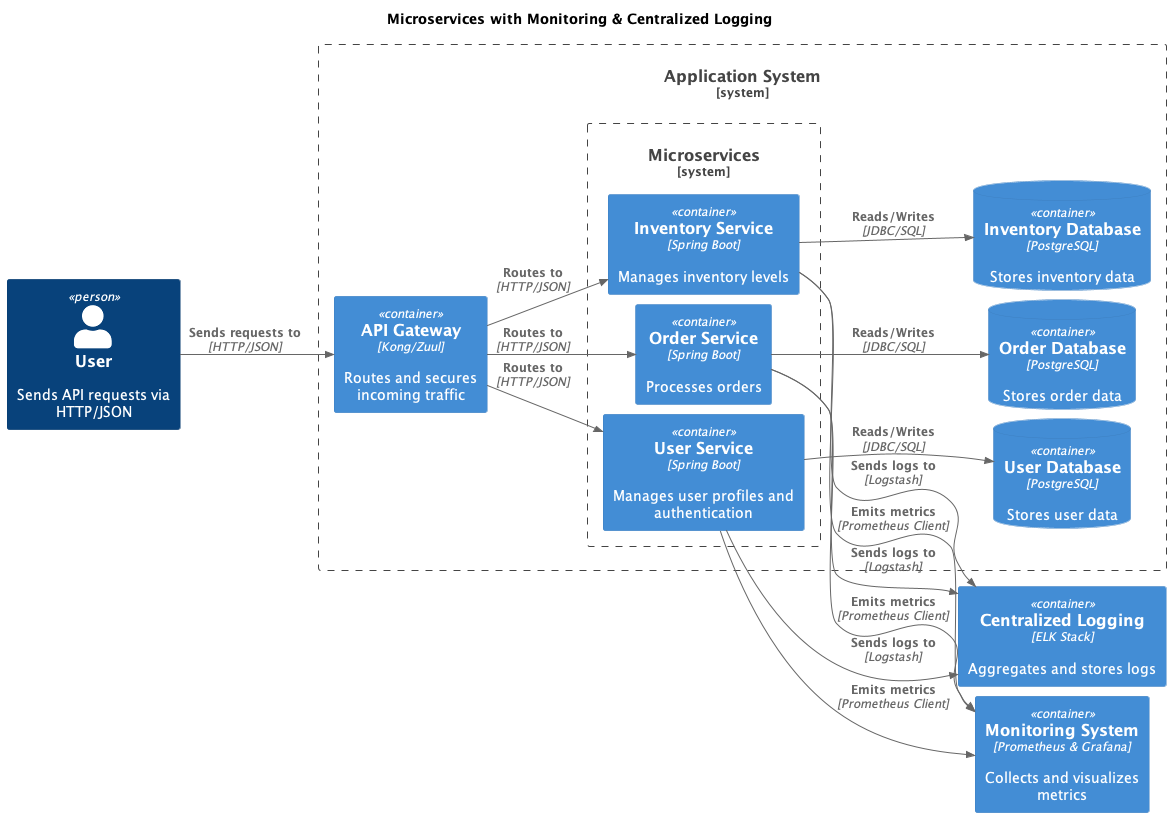 Microservices with Monitoring & Centralized Logging
Application System
[system]
Microservices
[system]
«person»
User
Sends API requests via
HTTP/JSON
Sends requests to
[HTTP/JSON]
«container»
API Gateway
[Kong/Zuul]
Routes and secures
incoming traffic
Routes to
[HTTP/JSON]
Routes to
[HTTP/JSON]
Routes to
[HTTP/JSON]
«container»
Inventory Service
[Spring Boot]
Manages inventory levels
«container»
Order Service
[Spring Boot]
Processes orders
«container»
User Service
[Spring Boot]
Manages user profiles and
authentication
Reads/Writes
[JDBC/SQL]
Reads/Writes
[JDBC/SQL]
Reads/Writes
[JDBC/SQL]
Sends logs to
[Logstash]
Emits metrics
[Prometheus Client]
Sends logs to
[Logstash]
Emits metrics
[Prometheus Client]
Sends logs to
[Logstash]
Emits metrics
[Prometheus Client]
«container»
Inventory Database
[PostgreSQL]
Stores inventory data
«container»
Order Database
[PostgreSQL]
Stores order data
«container»
User Database
[PostgreSQL]
Stores user data
«container»
Centralized Logging
[ELK Stack]
Aggregates and stores logs
«container»
Monitoring System
[Prometheus & Grafana]
Collects and visualizes
metrics